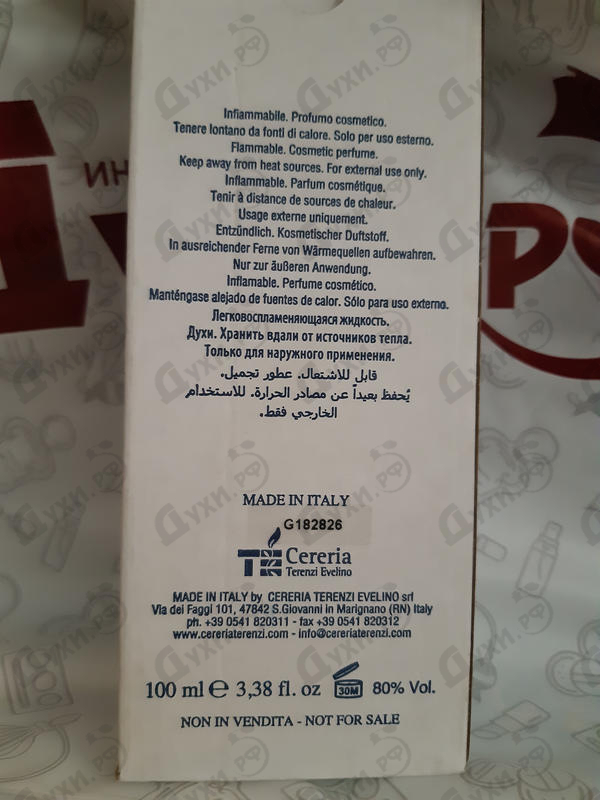 Infiammabile. Profumo cosmetico.
Tenere lontano da fonti di calore. Solo per uso esterno.
Flammable. Cosmetic perfume.
Keep away from heat sources. For external use only.
Inflammable. Parfum cosmétique.
Tenir à distance de sources de chaleur.
Usage externe uniquement.
Entzündlich. Kosmetischer Duftstoff.
In ausreichender Ferne von Wärmequellen aufbewahren.
Nur zur äußeren Anwendung.
Inflamable. Perfume cosmético.
Manténgase alejado de fuentes de calor. Sólo para uso externo.
Легковоспламеняющаяся жидкость.
Духи. Хранить вдали от источников тепла.
Только для наружного применения.
قابل للاشتعال. عطور تجميل.
يُحفظ بعيداً عن مصادر الحرارة. للاستخدام
الخارجي فقط.
MADE IN ITALY
G182826
Cereria
Terenzi Evelino
MADE IN ITALY by CERERIA TERENZI EVELINO srl
Via dei Faggi 101, 47842 S.Giovanni in Marignano (RN) Italy
ph. +39 0541 820311 - fax +39 0541 820312
www.cereriaterenzi.com - info@cereriaterenzi.com
100 ml ℮ 3,38 fl. oz 30M 80% Vol.
NON IN VENDITA - NOT FOR SALE
Духи.рф